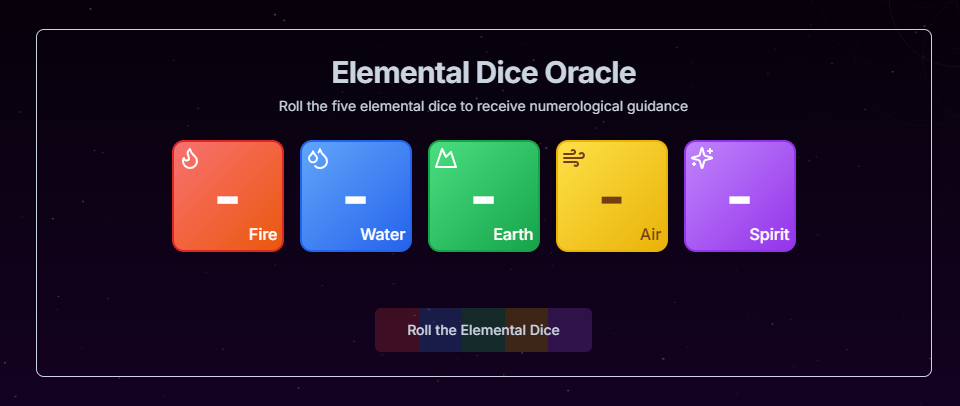 Elemental Dice Oracle
Roll the five elemental dice to receive numerological guidance
- - - - -
Fire Water Earth Air Spirit
Roll the Elemental Dice